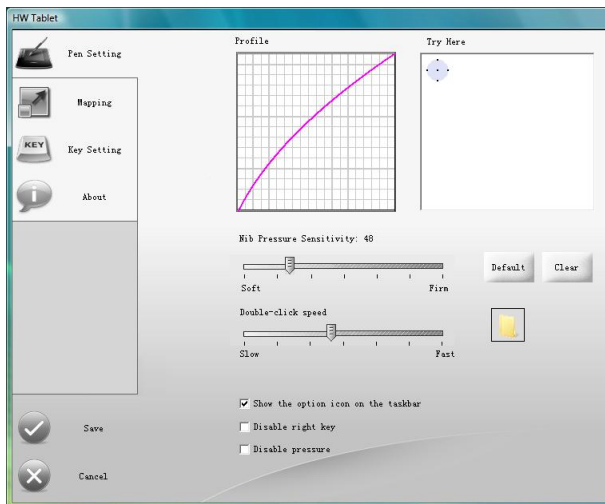 HW Tablet
Pen Setting
Mapping
KEY
Key Setting
About
Save
Cancel
Profile
Try Here
Nib Pressure Sensitivity: 48
Soft Firm
Default Clear
Double-click speed
Slow Fast
Show the option icon on the taskbar
Disable right key
Disable pressure